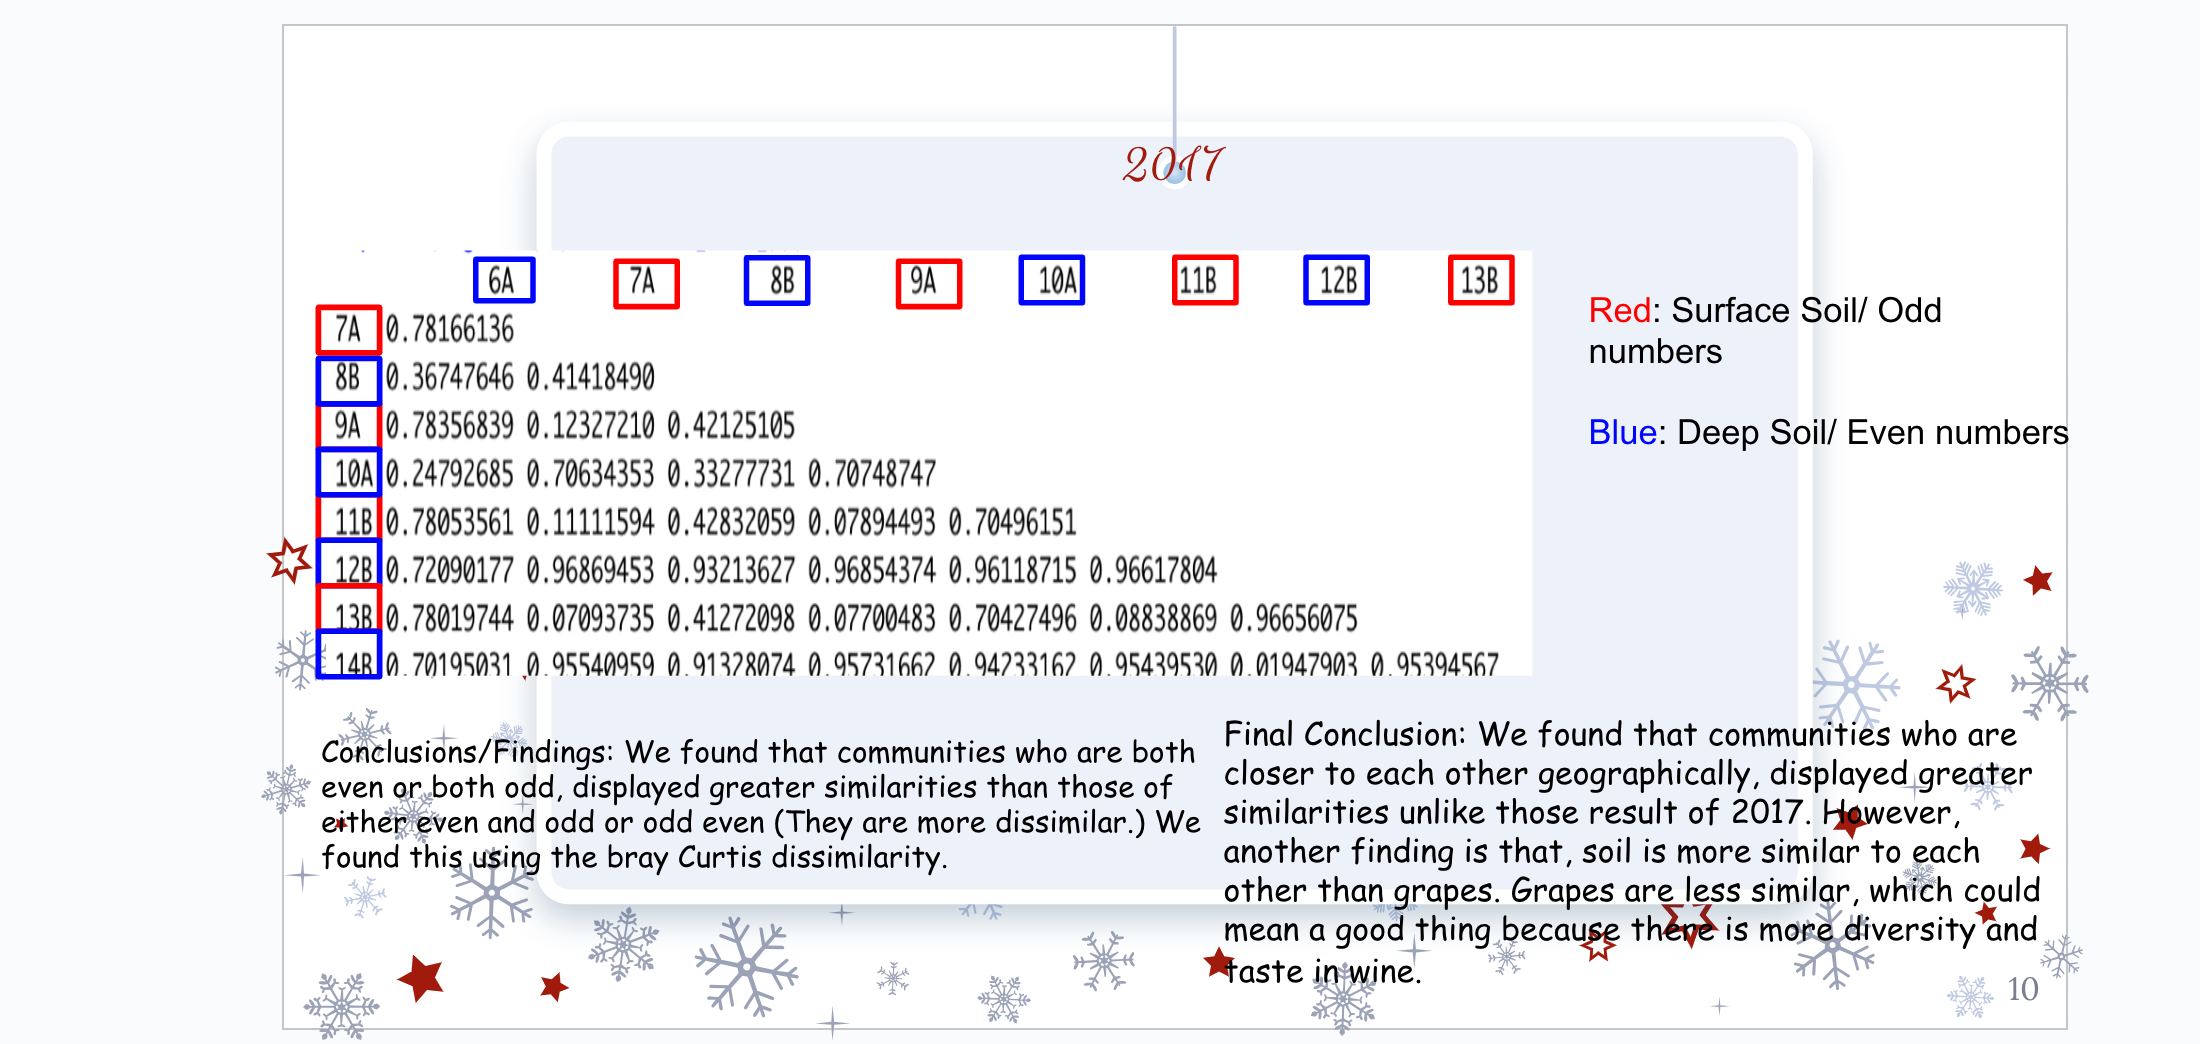 2017
6A 7A 8B 9A 10A 11B 12B 13B
7A 0.78166136
8B 0.36747646 0.41418490
9A 0.78356839 0.12327210 0.42125105
10A 0.24792685 0.70634353 0.33277731 0.70748747
11B 0.78053561 0.11111594 0.42832059 0.07894493 0.70496151
12B 0.72090177 0.96869453 0.93213627 0.96854374 0.96118715 0.96617804
13B 0.78019744 0.07093735 0.41272098 0.07700483 0.70427496 0.08838869 0.96656075
14B 0.70195031 0.95540959 0.91328074 0.95731662 0.94233162 0.95439530 0.01947903 0.95394567
Red: Surface Soil/ Odd
numbers
Blue: Deep Soil/ Even numbers
Conclusions/Findings: We found that communities who are both
even or both odd, displayed greater similarities than those of
either even and odd or odd even (They are more dissimilar.) We
found this using the bray Curtis dissimilarity.
Final Conclusion: We found that communities who are
closer to each other geographically, displayed greater
similarities unlike those result of 2017. However,
another finding is that, soil is more similar to each
other than grapes. Grapes are less similar, which could
mean a good thing because there is more diversity and
taste in wine.
10